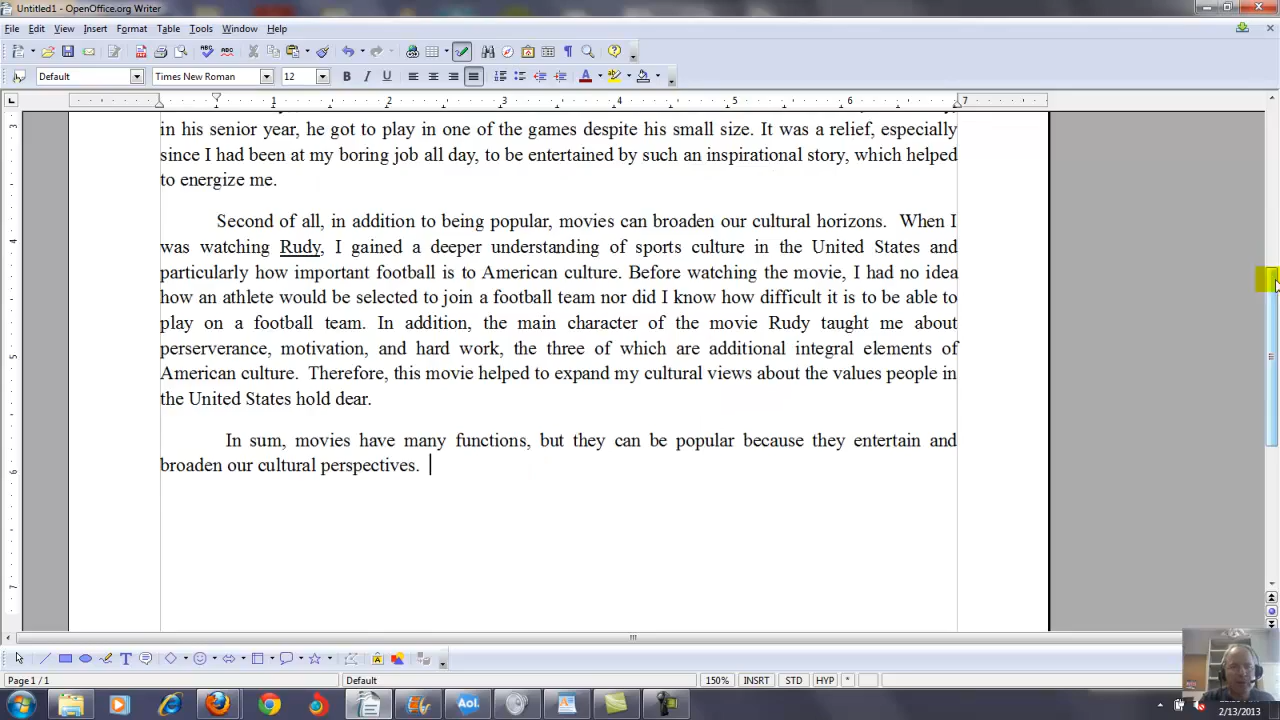 Untitled1 - OpenOffice.org Writer
File Edit View Insert Format Table Tools Window Help
Default Times New Roman 12
1 2 3 4 5 6 7
in his senior year, he got to play in one of the games despite his small size. It was a relief, especially
since I had been at my boring job all day, to be entertained by such an inspirational story, which helped
to energize me.
Second of all, in addition to being popular, movies can broaden our cultural horizons. When I
was watching Rudy, I gained a deeper understanding of sports culture in the United States and
particularly how important football is to American culture. Before watching the movie, I had no idea
how an athlete would be selected to join a football team nor did I know how difficult it is to be able to
play on a football team. In addition, the main character of the movie Rudy taught me about
perserverance, motivation, and hard work, the three of which are additional integral elements of
American culture. Therefore, this movie helped to expand my cultural views about the values people in
the United States hold dear.
In sum, movies have many functions, but they can be popular because they entertain and
broaden our cultural perspectives.
Page 1 / 1 Default 150% INSRT STD HYP *
Aol.
2/13/2013